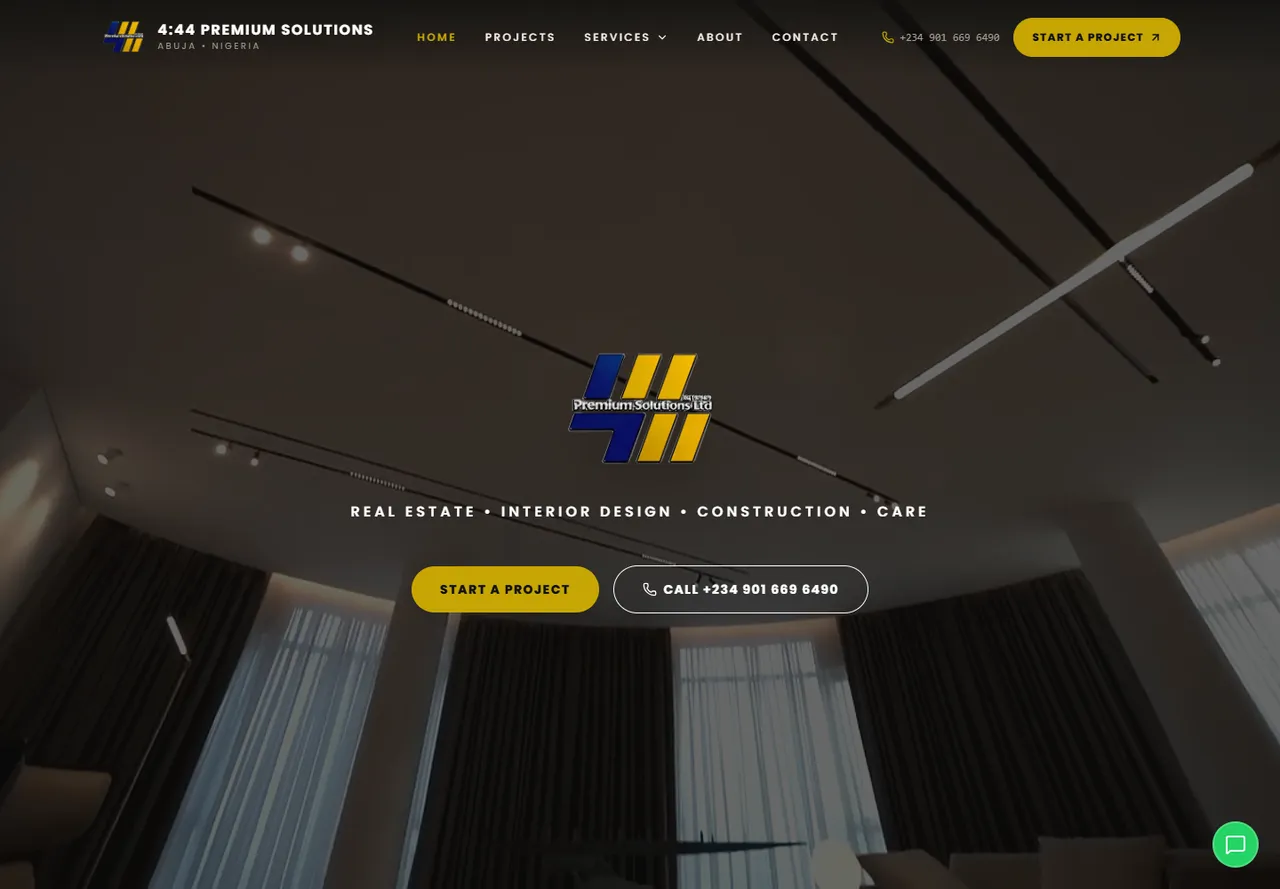 4:44 PREMIUM SOLUTIONS
ABUJA • NIGERIA
HOME
PROJECTS
SERVICES
ABOUT
CONTACT
+234 901 669 6490
START A PROJECT
Premium Solutions Ltd
REAL ESTATE • INTERIOR DESIGN • CONSTRUCTION • CARE
START A PROJECT
CALL +234 901 669 6490